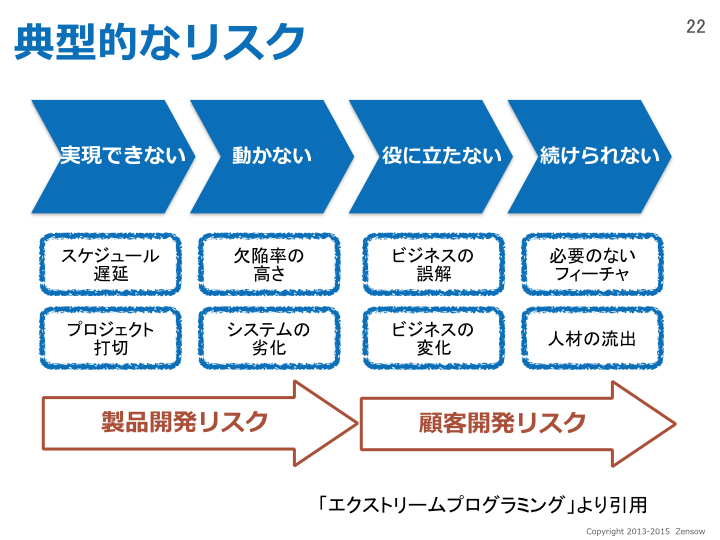 典型的なリスク
22
実現できない
動かない
役に立たない
続けられない
スケジュール
遅延
欠陥率の
高さ
ビジネスの
誤解
必要のない
フィーチャ
プロジェクト
打切
システムの
劣化
ビジネスの
変化
人材の流出
製品開発リスク
顧客開発リスク
「エクストリームプログラミング」より引用
Copyright 2013-2015 Zensow